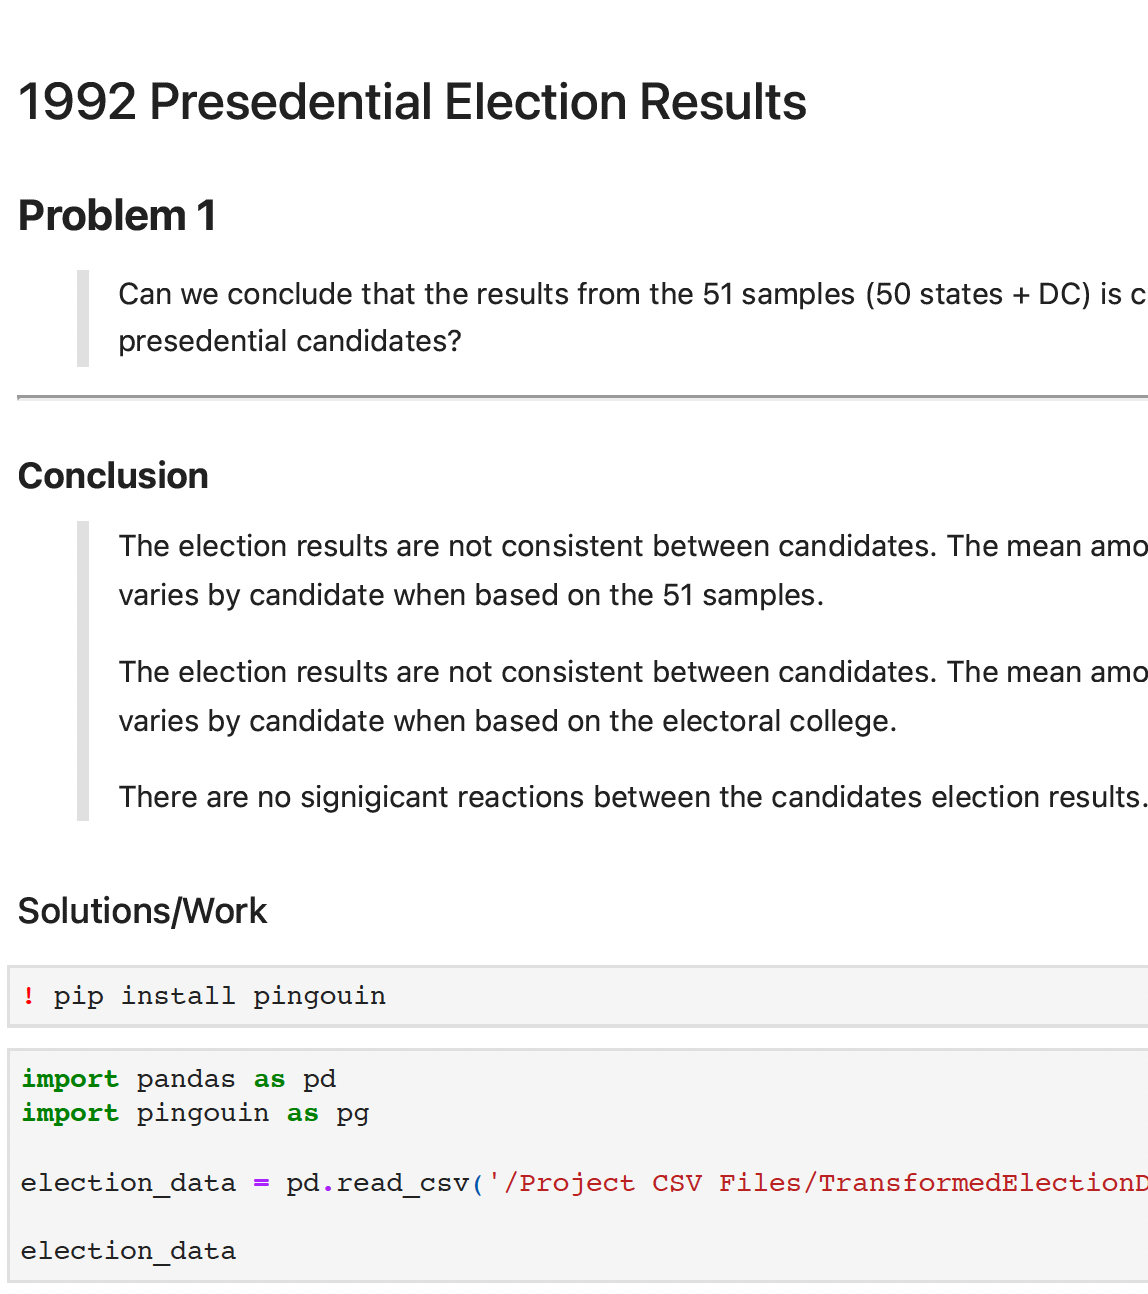 1992 Presedential Election Results
Problem 1
Can we conclude that the results from the 51 samples (50 states + DC) is c
presedential candidates?
Conclusion
The election results are not consistent between candidates. The mean amo
varies by candidate when based on the 51 samples.
The election results are not consistent between candidates. The mean amo
varies by candidate when based on the electoral college.
There are no signigicant reactions between the candidates election results.
Solutions/Work
! pip install pingouin
import pandas as pd
import pingouin as pg
election_data = pd.read_csv('/Project CSV Files/TransformedElectionD
election_data